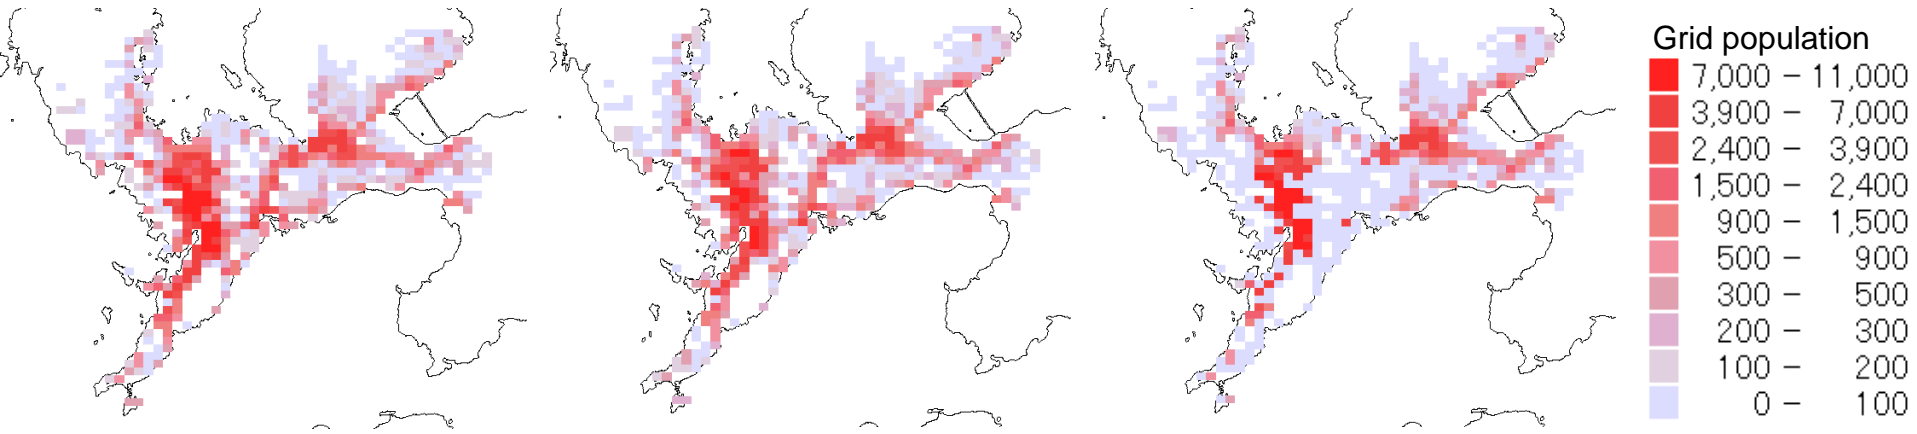 Grid population
7,000 – 11,000
3,900 – 7,000
2,400 – 3,900
1,500 – 2,400
900 – 1,500
500 – 900
300 – 500
200 – 300
100 – 200
0 – 100